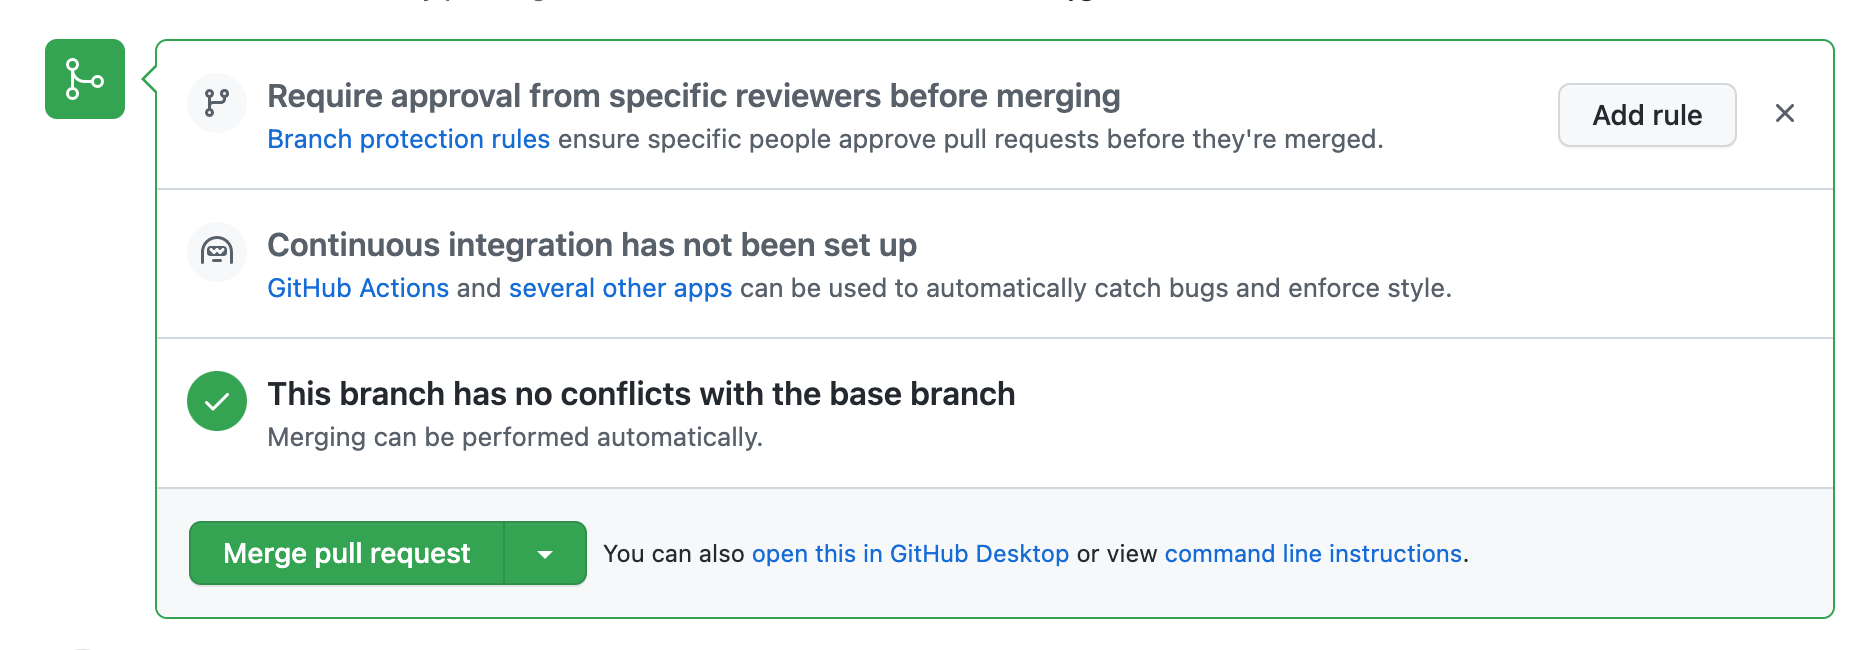 Require approval from specific reviewers before merging
Add rule
Branch protection rules ensure specific people approve pull requests before they're merged.
Continuous integration has not been set up
GitHub Actions and several other apps can be used to automatically catch bugs and enforce style.
This branch has no conflicts with the base branch
Merging can be performed automatically.
Merge pull request
You can also open this in GitHub Desktop or view command line instructions.